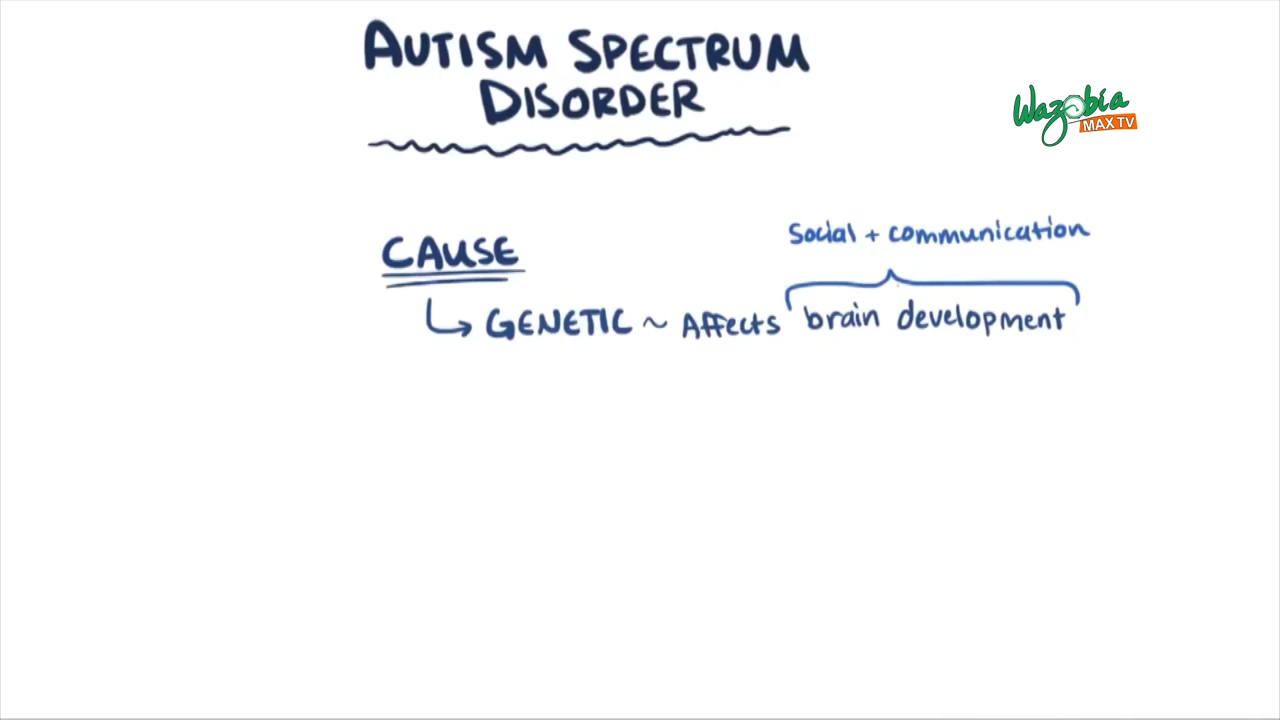 AUTISM SPECTRUM
DISORDER
Wazobia
MAX TV
Social + communication
CAUSE
GENETIC ~ Affects brain development